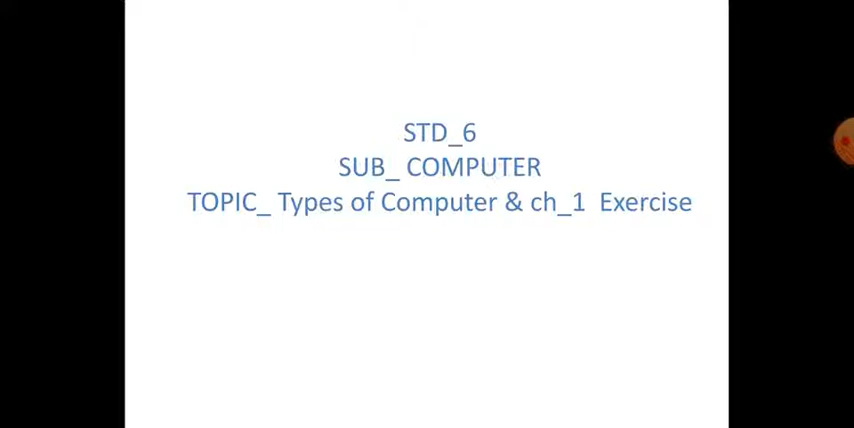 STD_6
SUB_ COMPUTER
TOPIC_ Types of Computer & ch_1 Exercise